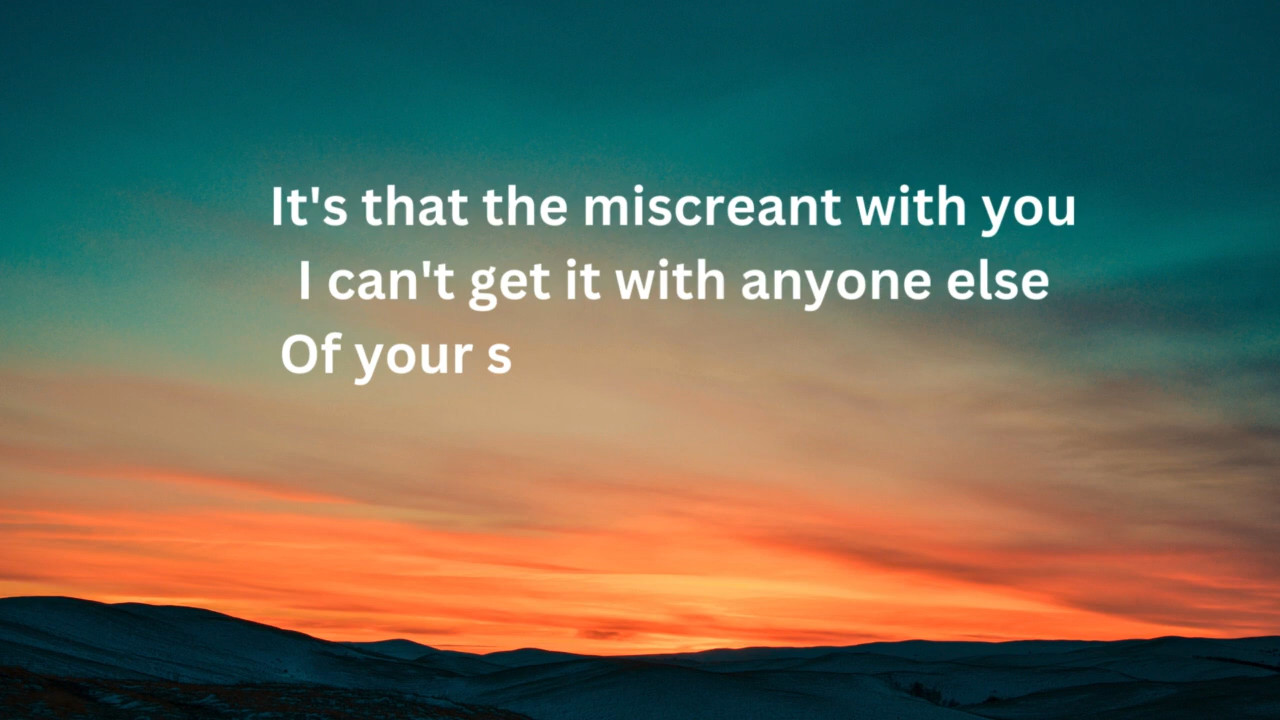 It's that the miscreant with you
I can't get it with anyone else
Of your s